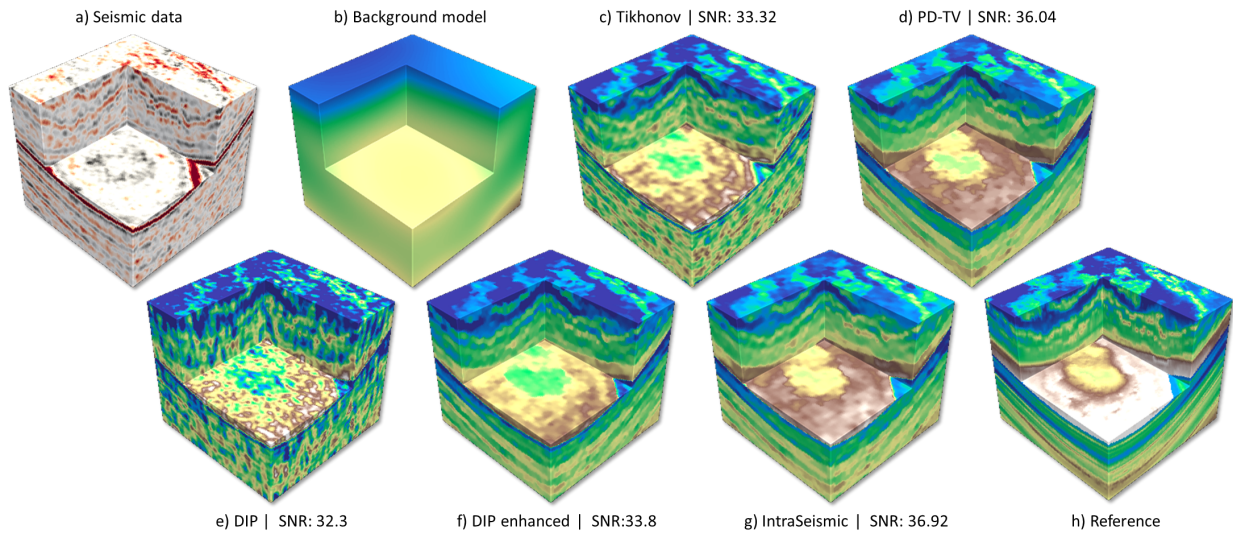 a) Seismic data
b) Background model
c) Tikhonov | SNR: 33.32
d) PD-TV | SNR: 36.04
e) DIP | SNR: 32.3
f) DIP enhanced | SNR:33.8
g) IntraSeismic | SNR: 36.92
h) Reference